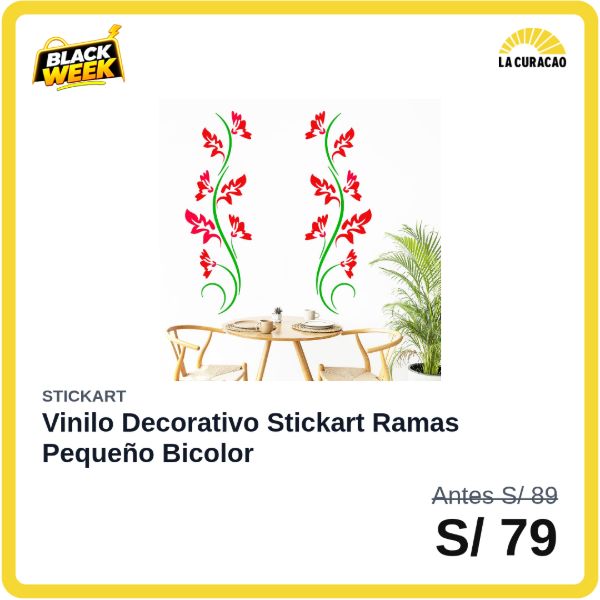 BLACK
WEEK
LA CURACAO
STICKART
Vinilo Decorativo Stickart Ramas
Pequeño Bicolor
Antes S/ 89
S/ 79